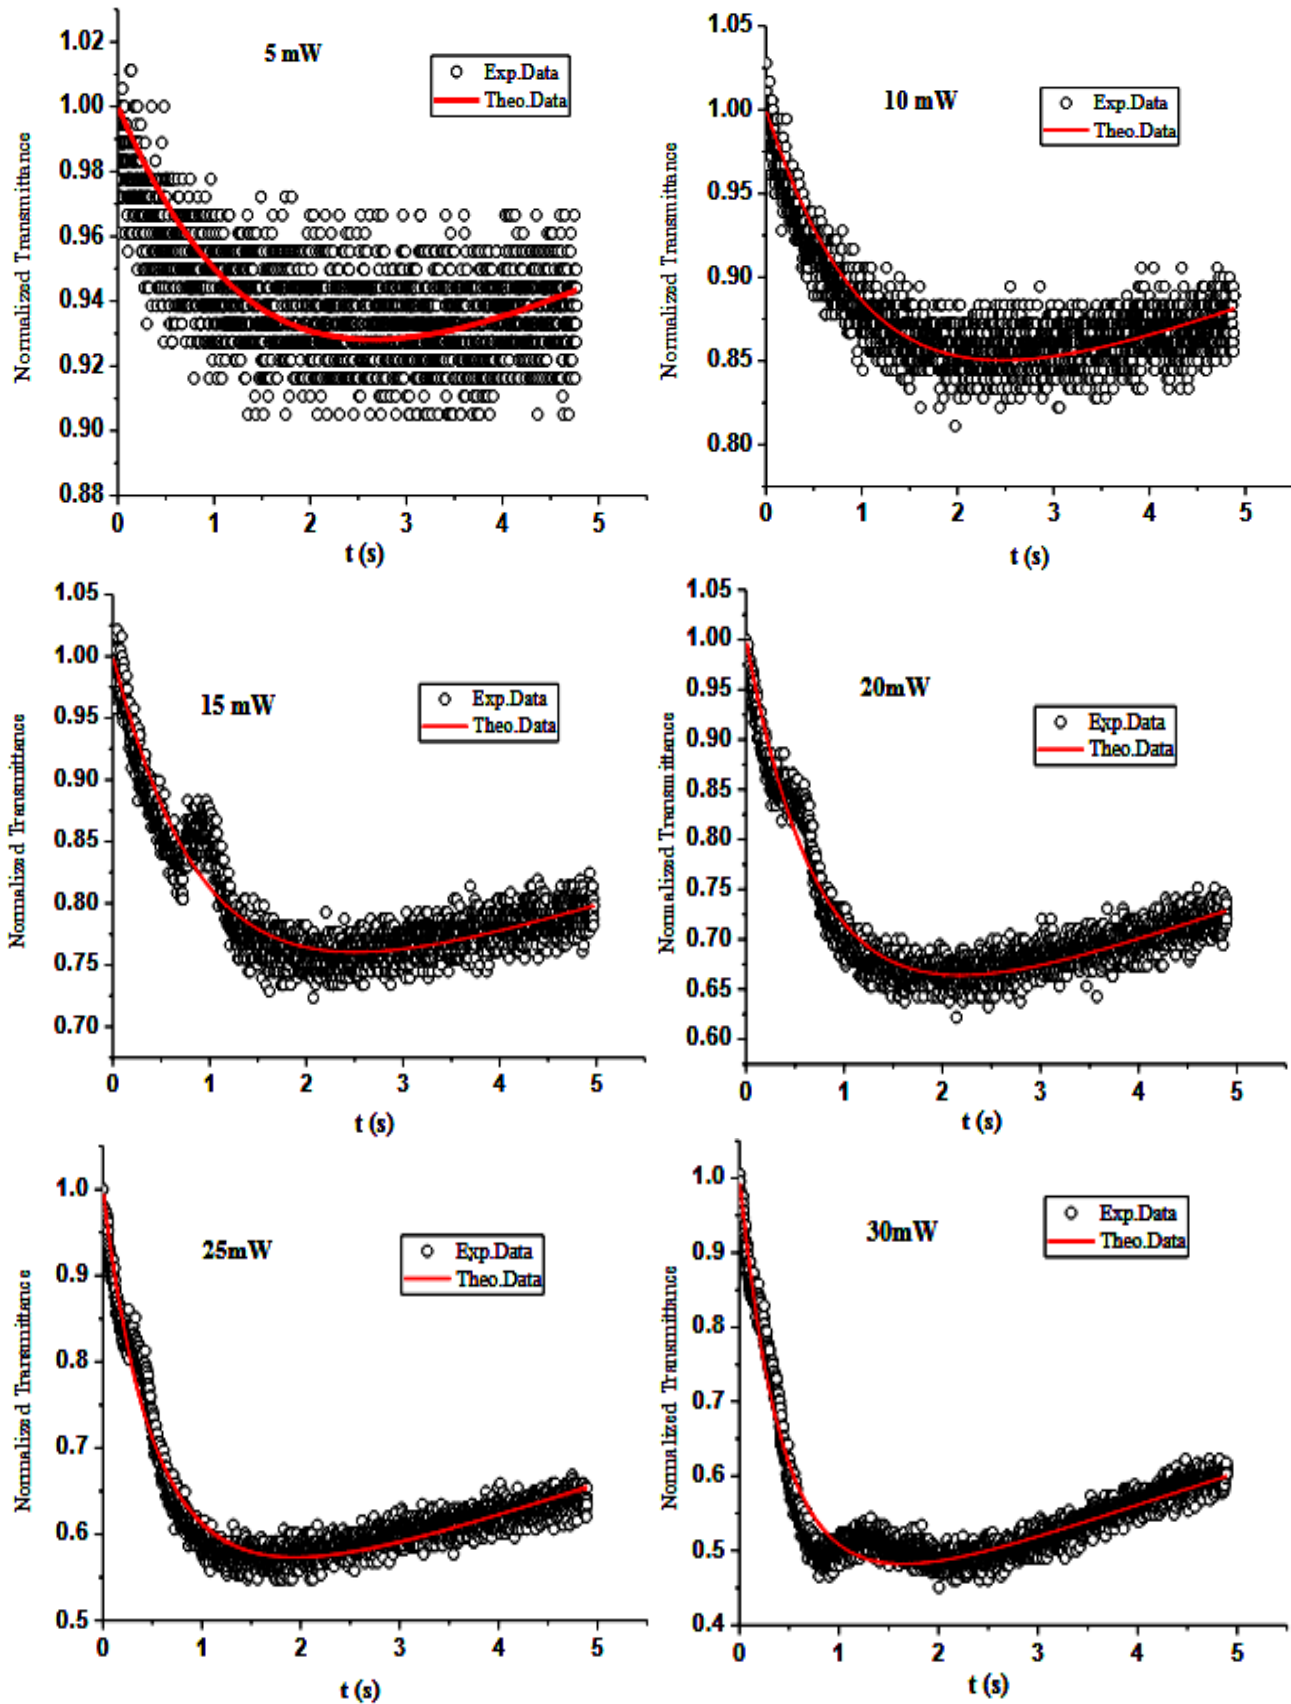 5 mW
Exp.Data
Theo.Data
Normalized Transmittance
1.02
1.00
0.98
0.96
0.94
0.92
0.90
0.88
0 1 2 3 4 5
t (s)
10 mW
Exp.Data
Theo.Data
Normalized Transmittance
1.05
1.00
0.95
0.90
0.85
0.80
0 1 2 3 4 5
t (s)
15 mW
Exp.Data
Theo.Data
Normalized Transmittance
1.05
1.00
0.95
0.90
0.85
0.80
0.75
0.70
0 1 2 3 4 5
t (s)
20mW
Exp.Data
Theo.Data
Normalized Transmittance
1.05
1.00
0.95
0.90
0.85
0.80
0.75
0.70
0.65
0.60
0 1 2 3 4 5
t (s)
25mW
Exp.Data
Theo.Data
Normalized Transmittance
1.0
0.9
0.8
0.7
0.6
0.5
0 1 2 3 4 5
t (s)
30mW
Exp.Data
Theo.Data
Normalized Transmittance
1.0
0.9
0.8
0.7
0.6
0.5
0.4
0 1 2 3 4 5
t (s)